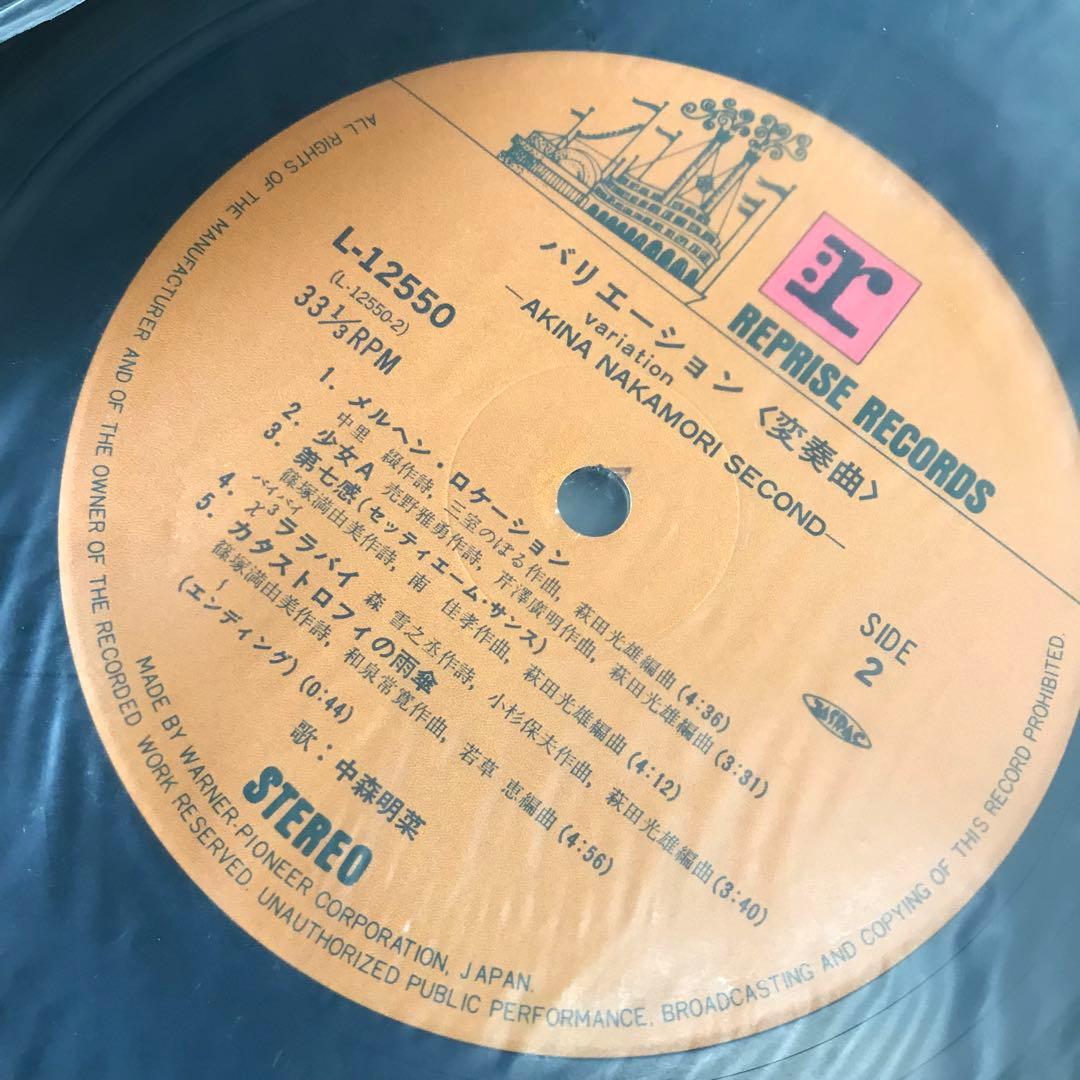 r
REPRISE RECORDS
バリエーション〈変奏曲〉
variation
—AKINA NAKAMORI SECOND—
L-12550
(L-12550-2)
33 1/3 RPM
SIDE
2
JASRAC
1. メルヘン・ロケーション
中里 綴作詩, 三室のぼる作曲, 萩田光雄編曲 (4:36)
2. 少女A 売野雅勇作詩, 芹澤廣明作曲, 萩田光雄編曲 (3:31)
3. 第七感(セッティエーム・サンス)
篠塚満由美作詩, 南 佳孝作曲, 萩田光雄編曲 (4:12)
バイバイ
4. χ³ ララバイ 森 雪之丞作詩, 小杉保夫作曲, 萩田光雄編曲 (3:40)
5. カタストロフィの雨傘
篠塚満由美作詩, 和泉常寛作曲, 若草 恵編曲 (4:56)
〜
(エンディング) (0:44)
歌:中森明菜
STEREO
ALL RIGHTS OF THE MANUFACTURER AND OF THE OWNER OF THE RECORDED WORK RESERVED. UNAUTHORIZED PUBLIC PERFORMANCE, BROADCASTING AND COPYING OF THIS RECORD PROHIBITED.
MADE BY WARNER-PIONEER CORPORATION, JAPAN.